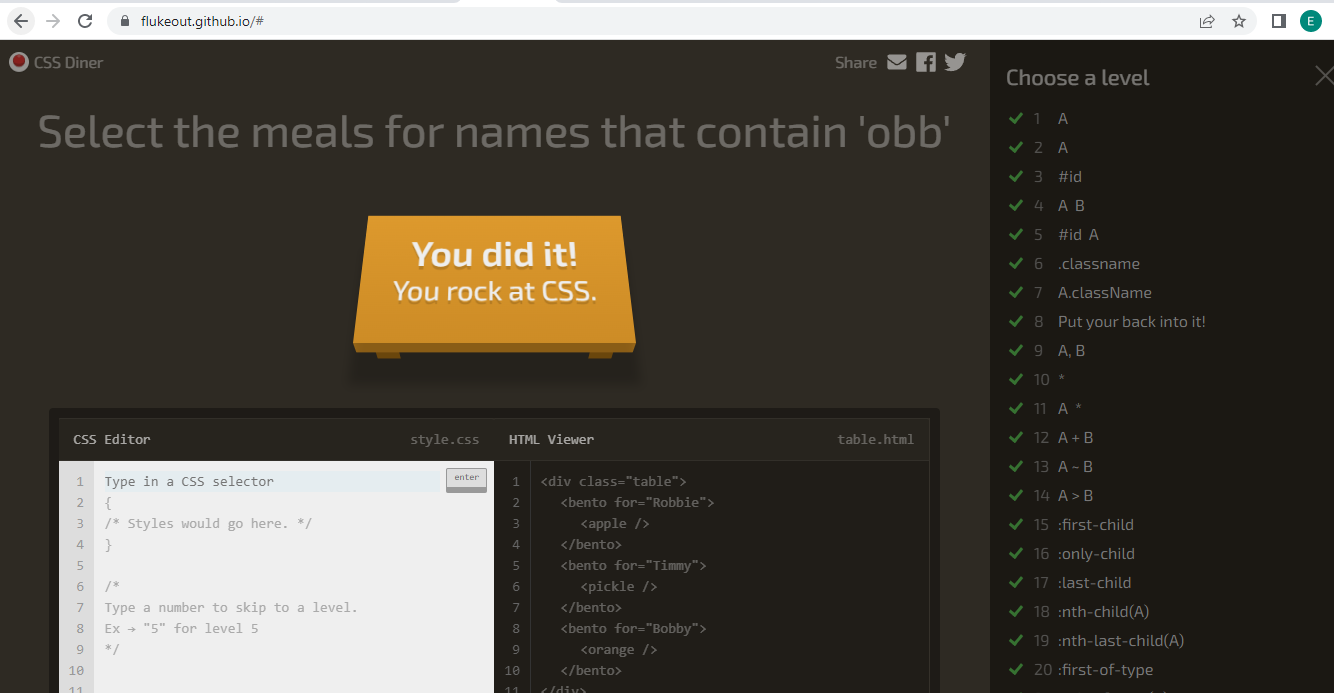 flukeout.github.io/#
E
CSS Diner
Share
Select the meals for names that contain 'obb'
You did it!
You rock at CSS.
CSS Editor style.css
1 Type in a CSS selector enter
2 {
3 /* Styles would go here. */
4 }
5
6 /*
7 Type a number to skip to a level.
8 Ex → "5" for level 5
9 */
10
11
HTML Viewer table.html
1 <div class="table">
2 <bento for="Robbie">
3 <apple />
4 </bento>
5 <bento for="Timmy">
6 <pickle />
7 </bento>
8 <bento for="Bobby">
9 <orange />
10 </bento>
11 </div>
Choose a level
1 A
2 A
3 #id
4 A B
5 #id A
6 .classname
7 A.className
8 Put your back into it!
9 A, B
10 *
11 A *
12 A + B
13 A ~ B
14 A > B
15 :first-child
16 :only-child
17 :last-child
18 :nth-child(A)
19 :nth-last-child(A)
20 :first-of-type